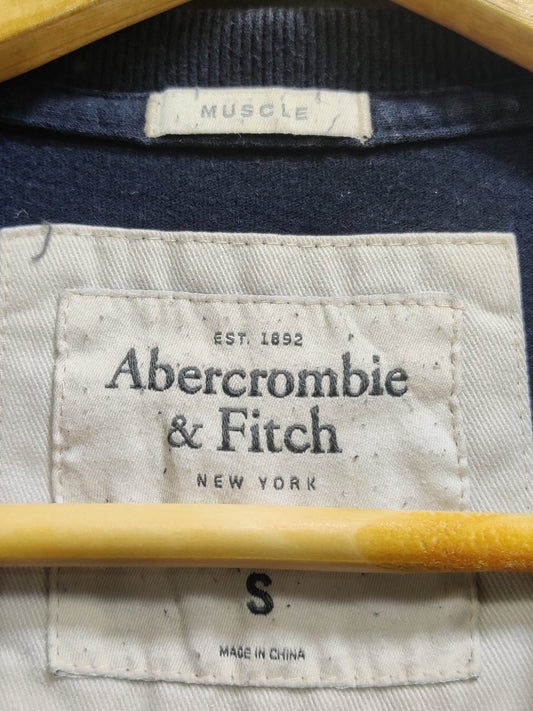 MUSCLE
EST. 1892
Abercrombie
& Fitch
NEW YORK
S
MADE IN CHINA